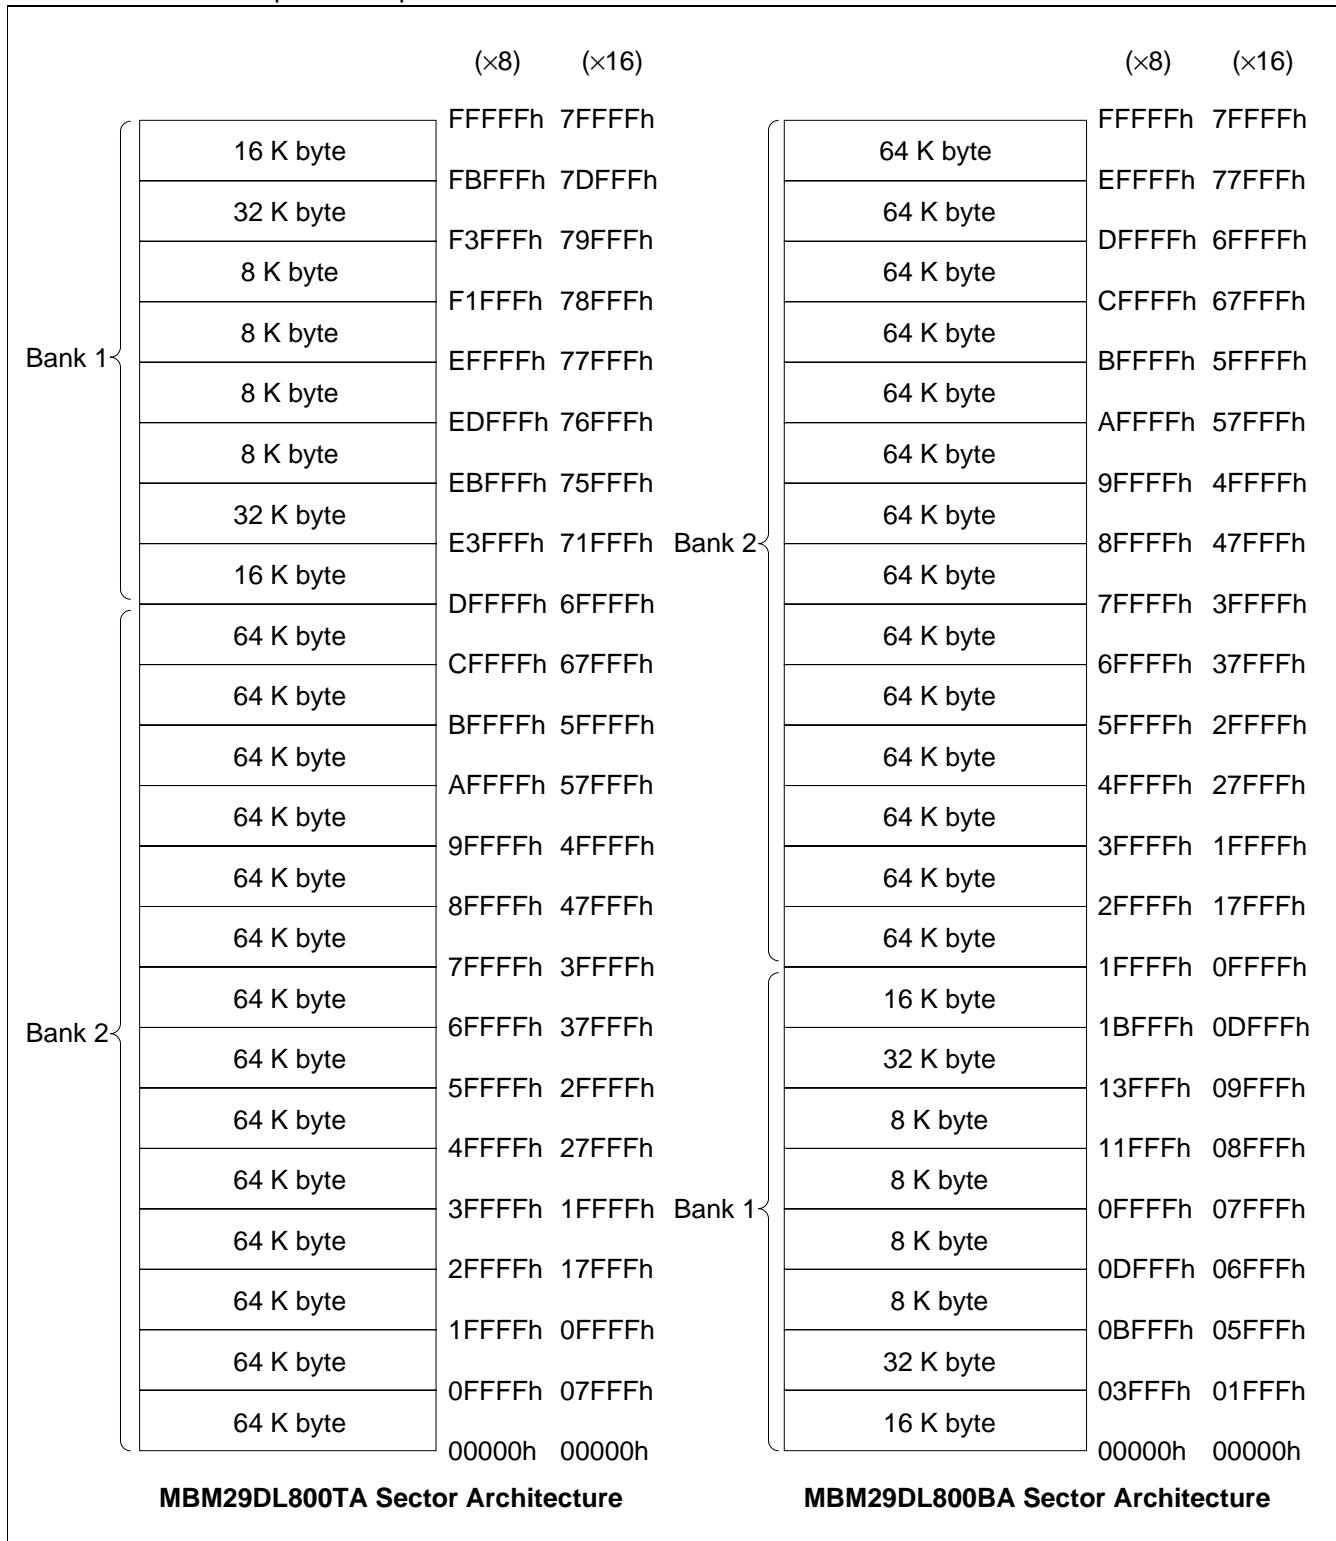 (×8) (×16) (×8) (×16)
FFFFFh 7FFFFh FFFFFh 7FFFFh
16 K byte 64 K byte
FBFFFh 7DFFFh EFFFFh 77FFFh
32 K byte 64 K byte
F3FFFh 79FFFh DFFFFh 6FFFFh
8 K byte 64 K byte
F1FFFh 78FFFh CFFFFh 67FFFh
8 K byte 64 K byte
Bank 1 EFFFFh 77FFFh BFFFFh 5FFFFh
8 K byte 64 K byte
EDFFFh 76FFFh AFFFFh 57FFFh
8 K byte 64 K byte
EBFFFh 75FFFh 9FFFFh 4FFFFh
32 K byte 64 K byte
E3FFFh 71FFFh Bank 2 8FFFFh 47FFFh
16 K byte 64 K byte
DFFFFh 6FFFFh 7FFFFh 3FFFFh
64 K byte 64 K byte
CFFFFh 67FFFh 6FFFFh 37FFFh
64 K byte 64 K byte
BFFFFh 5FFFFh 5FFFFh 2FFFFh
64 K byte 64 K byte
AFFFFh 57FFFh 4FFFFh 27FFFh
64 K byte 64 K byte
9FFFFh 4FFFFh 3FFFFh 1FFFFh
64 K byte 64 K byte
8FFFFh 47FFFh 2FFFFh 17FFFh
64 K byte 64 K byte
7FFFFh 3FFFFh 1FFFFh 0FFFFh
64 K byte 16 K byte
Bank 2 6FFFFh 37FFFh 1BFFFh 0DFFFh
64 K byte 32 K byte
5FFFFh 2FFFFh 13FFFh 09FFFh
64 K byte 8 K byte
4FFFFh 27FFFh 11FFFh 08FFFh
64 K byte 8 K byte
3FFFFh 1FFFFh Bank 1 0FFFFh 07FFFh
64 K byte 8 K byte
2FFFFh 17FFFh 0DFFFh 06FFFh
64 K byte 8 K byte
1FFFFh 0FFFFh 0BFFFh 05FFFh
64 K byte 32 K byte
0FFFFh 07FFFh 03FFFh 01FFFh
64 K byte 16 K byte
00000h 00000h 00000h 00000h
MBM29DL800TA Sector Architecture MBM29DL800BA Sector Architecture